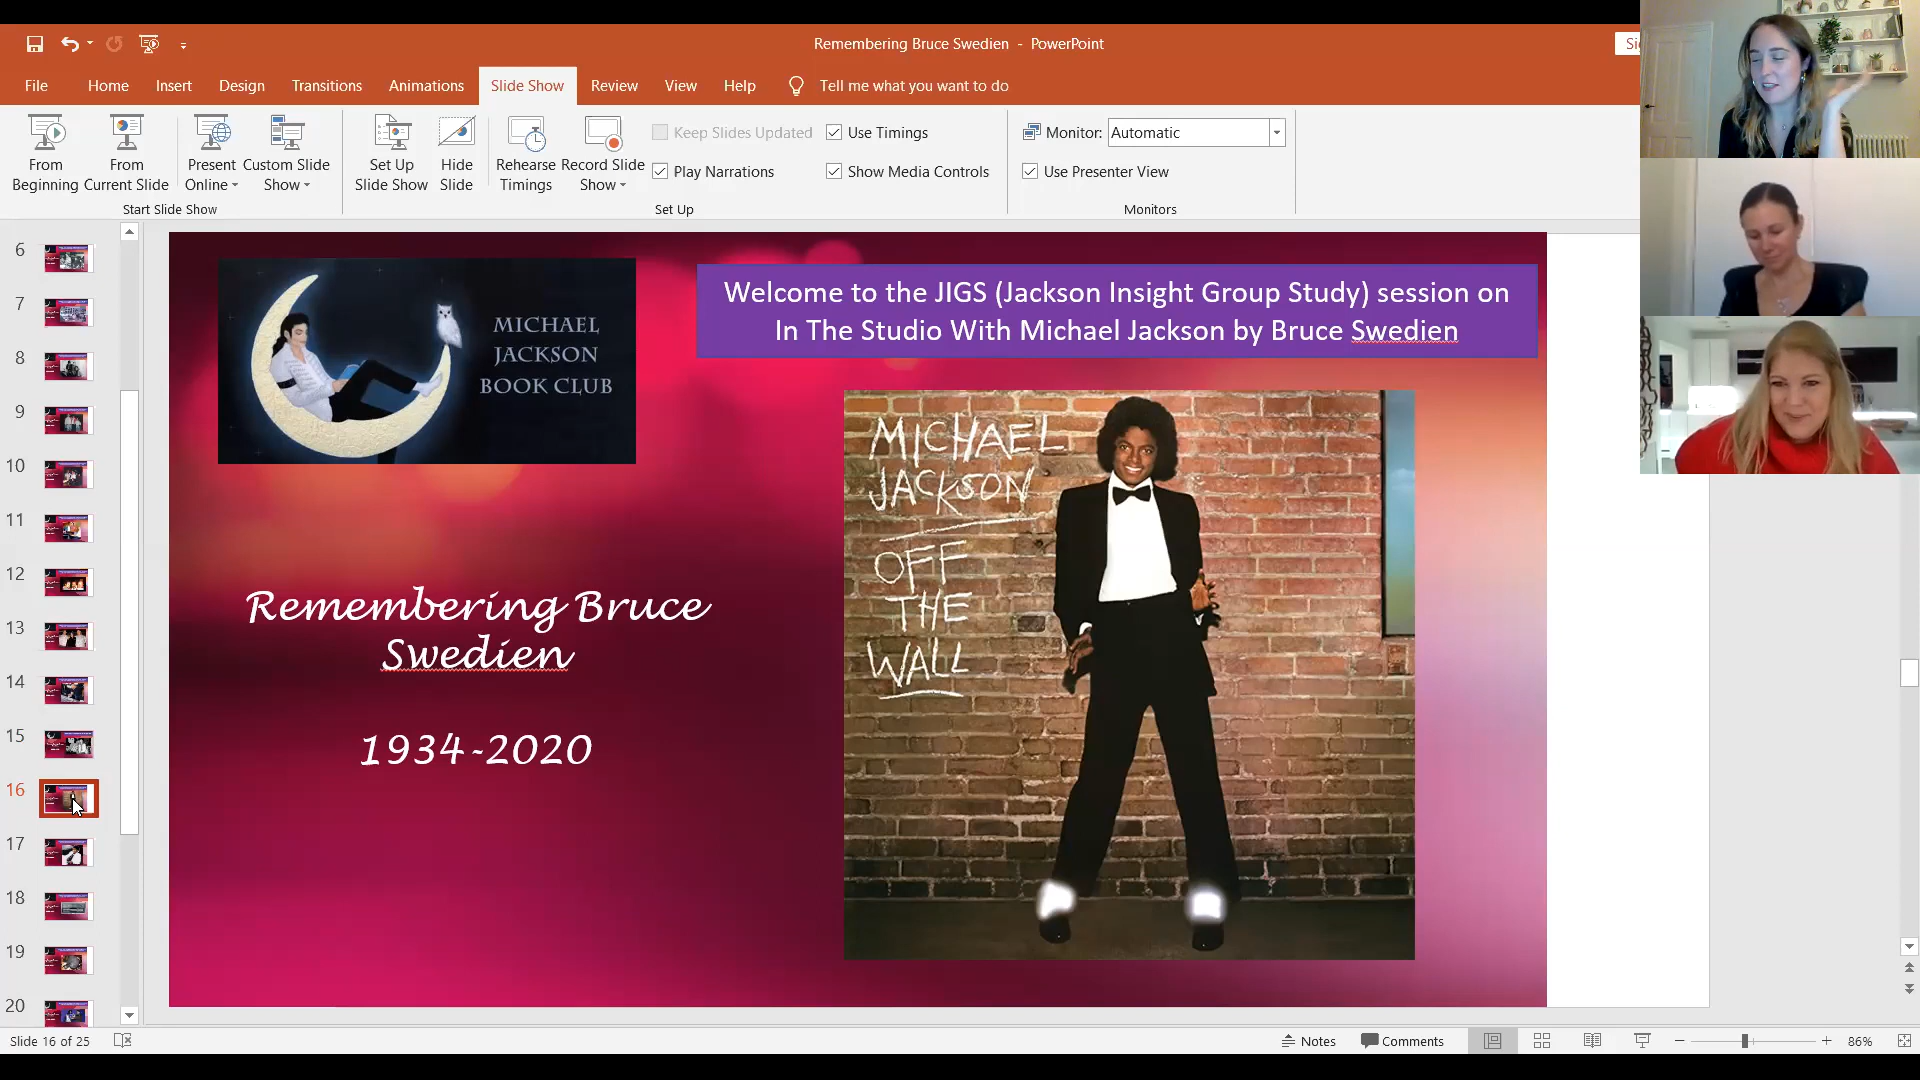 Remembering Bruce Swedien - PowerPoint
File
Home
Insert
Design
Transitions
Animations
Slide Show
Review
View
Help
Tell me what you want to do
From
Beginning
From
Current Slide
Present
Online
Custom Slide
Show
Start Slide Show
Set Up
Slide Show
Hide
Slide
Rehearse
Timings
Record Slide
Show
Keep Slides Updated
Play Narrations
Use Timings
Show Media Controls
Set Up
Monitor:
Automatic
Use Presenter View
Monitors
6
7
8
9
10
11
12
13
14
15
16
17
18
19
20
MICHAEL
JACKSON
BOOK CLUB
Welcome to the JIGS (Jackson Insight Group Study) session on
In The Studio With Michael Jackson by Bruce Swedien
Remembering Bruce
Swedien
1934-2020
MICHAEL
JACKSON
OFF
THE
WALL
Slide 16 of 25
Notes
Comments
86%